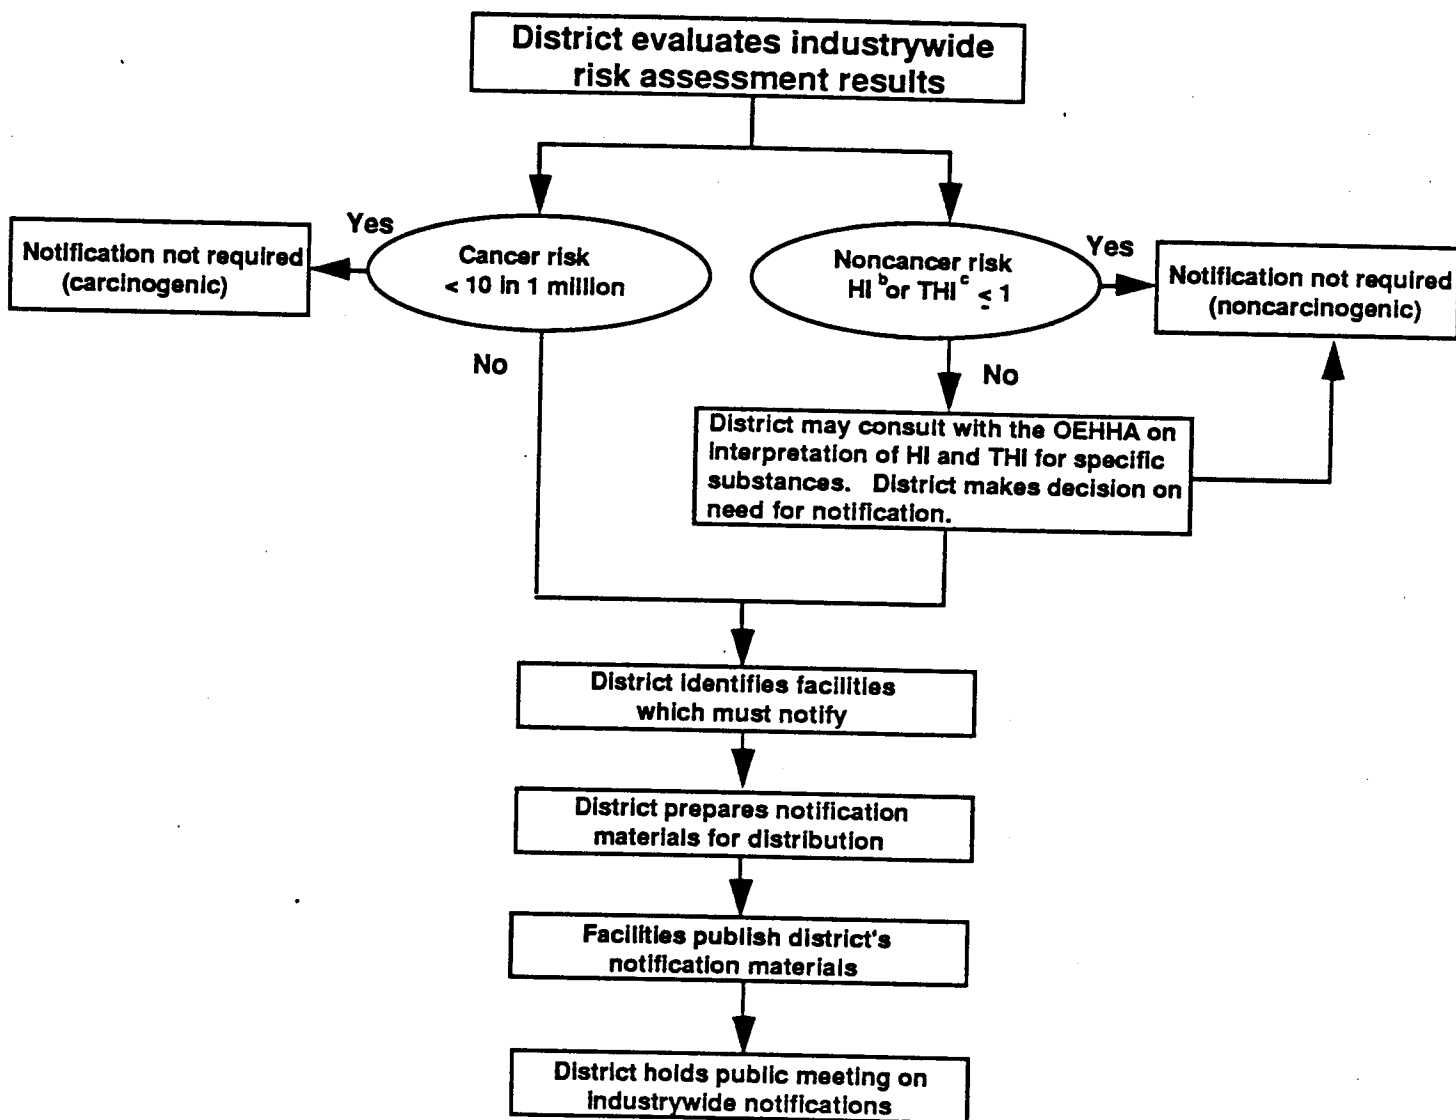 District evaluates industrywide
risk assessment results
Yes
Cancer risk
< 10 in 1 million
Notification not required
(carcinogenic)
No
Noncancer risk
HI b or THI c ≤ 1
Yes
Notification not required
(noncarcinogenic)
No
District may consult with the OEHHA on
interpretation of HI and THI for specific
substances. District makes decision on
need for notification.
District identifies facilities
which must notify
District prepares notification
materials for distribution
Facilities publish district's
notification materials
District holds public meeting on
industrywide notifications